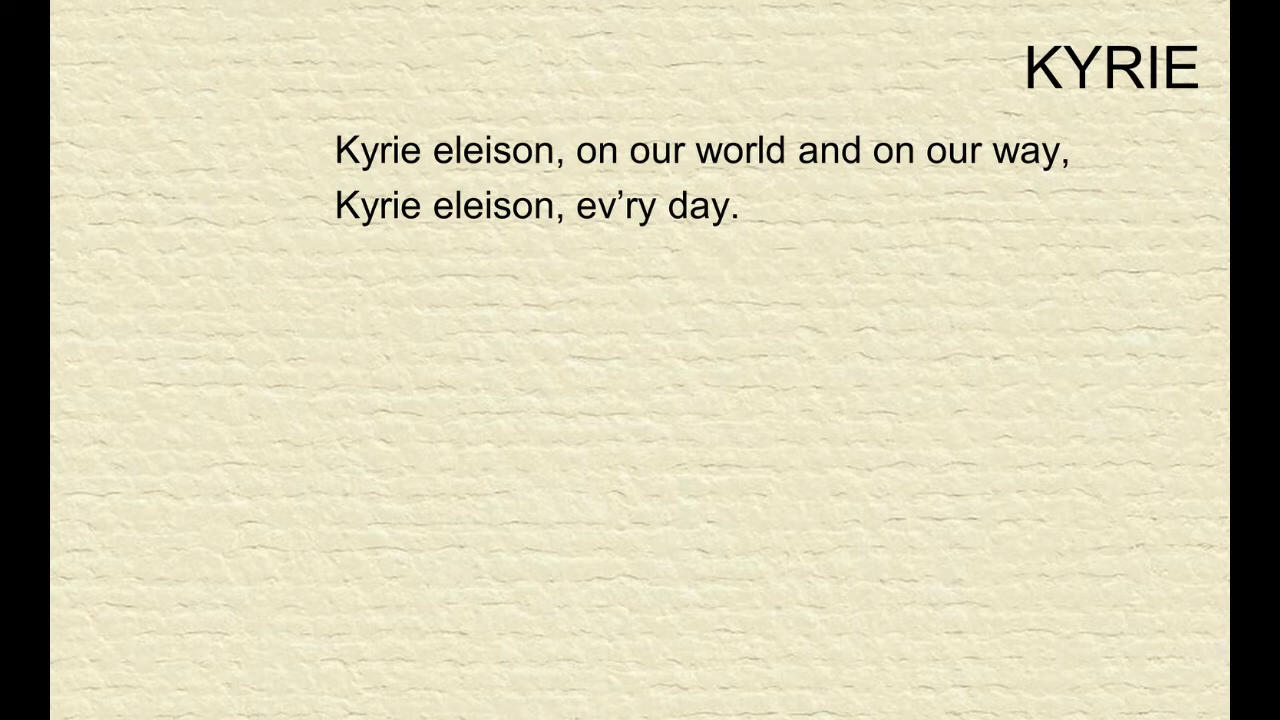 KYRIE
Kyrie eleison, on our world and on our way,
Kyrie eleison, ev’ry day.